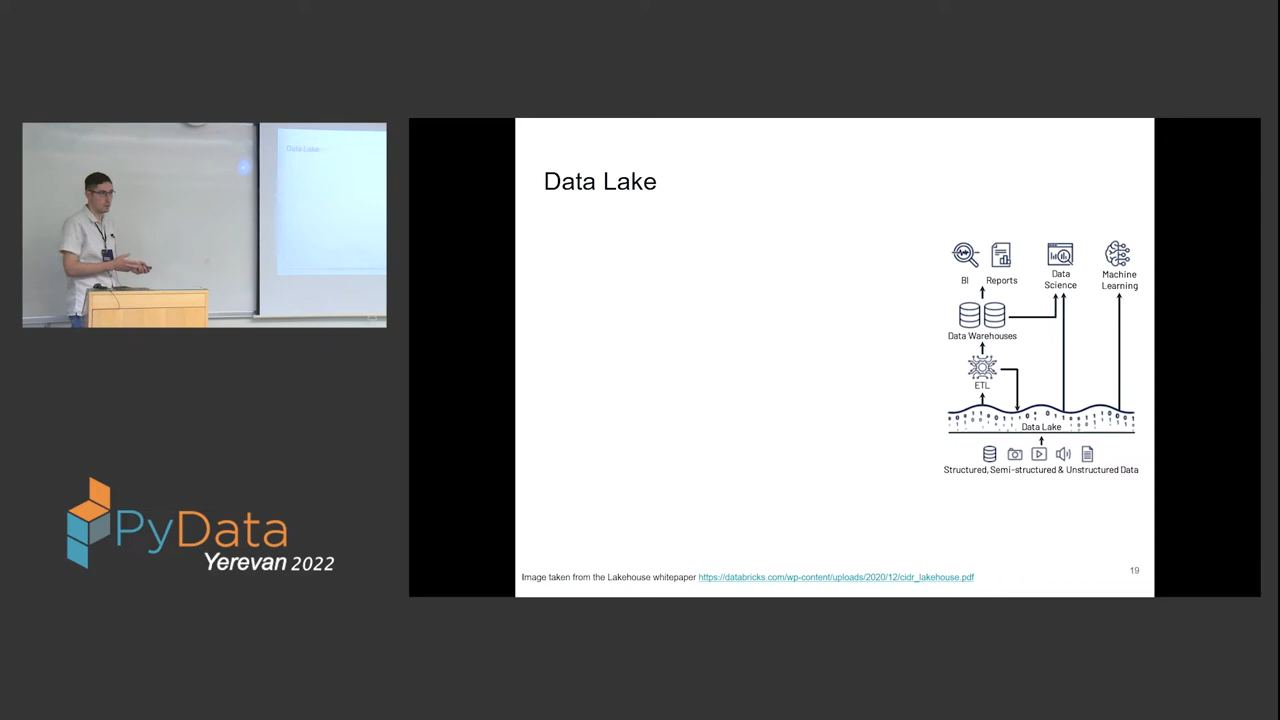 Data Lake
Data Lake
BI
Reports
Data
Science
Machine
Learning
Data Warehouses
ETL
Data Lake
Structured, Semi-structured & Unstructured Data
Image taken from the Lakehouse whitepaper https://databricks.com/wp-content/uploads/2020/12/cidr_lakehouse.pdf
19
PyData
Yerevan 2022